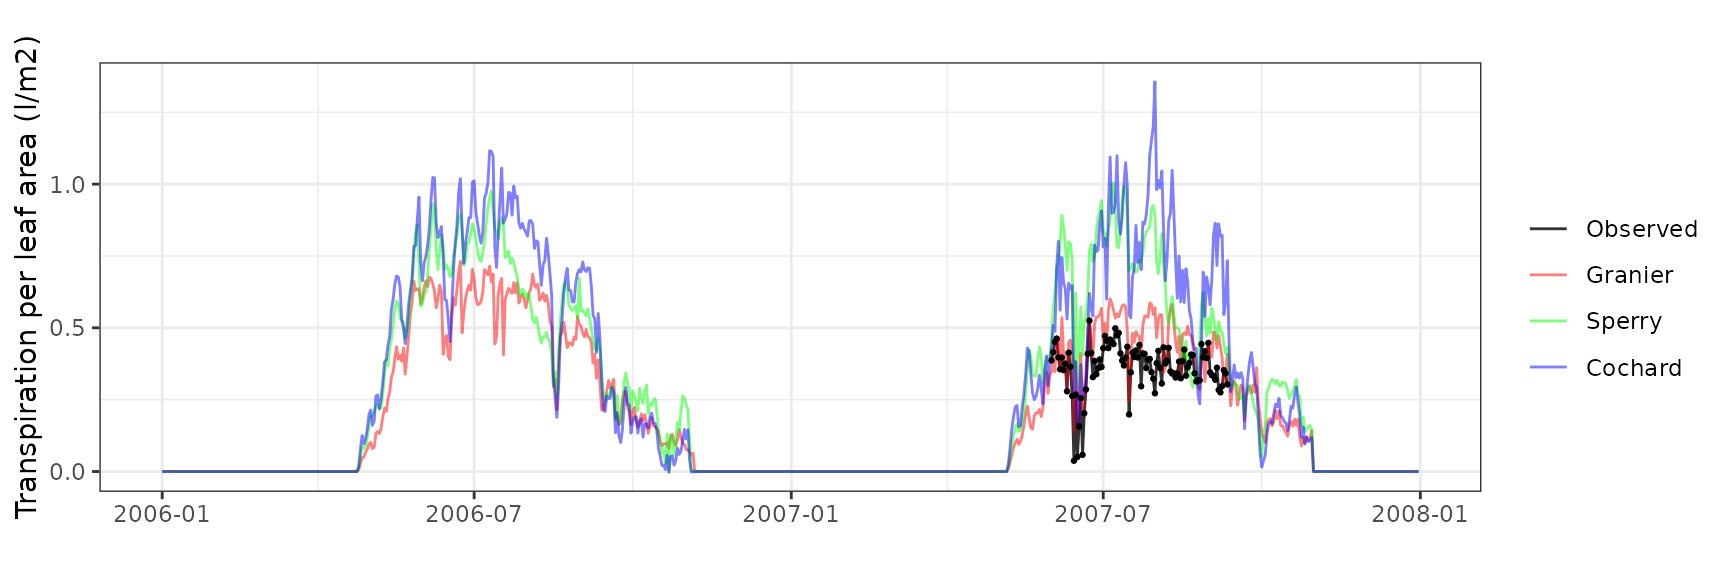 Transpiration per leaf area (l/m2)
1.0
0.5
0.0
2006-01
2006-07
2007-01
2007-07
2008-01
Observed
Granier
Sperry
Cochard